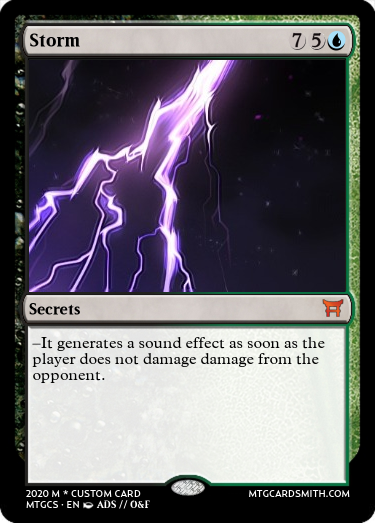 Storm 7 5
Secrets
–It generates a sound effect as soon as the
player does not damage damage from the
opponent.
2020 M * CUSTOM CARD MTGCARDSMITH.COM
MTGCS · EN ADS // O&F